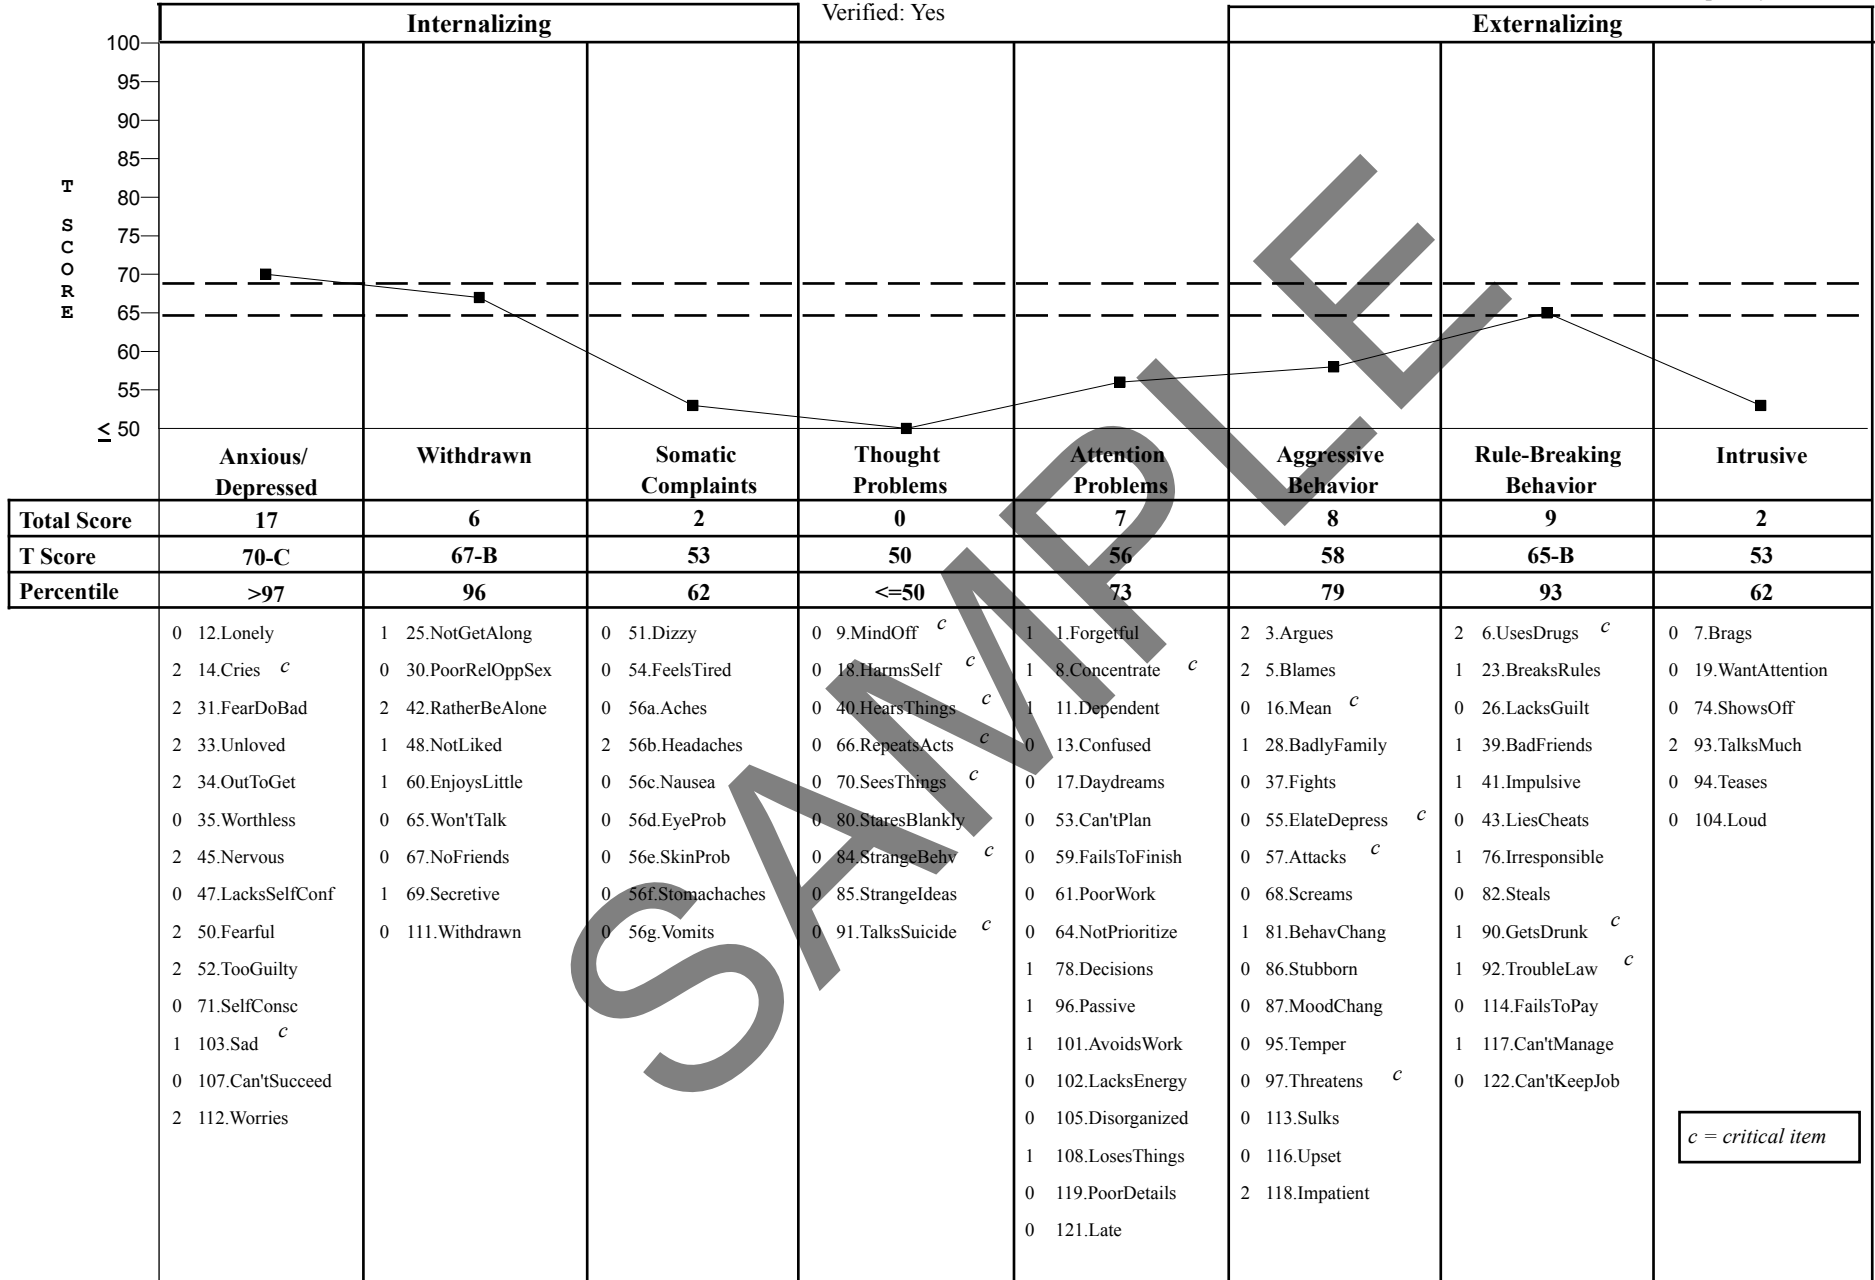 Internalizing Verified: Yes Externalizing
100
95
90
85
80
75
70
65
60
55
≤ 50
T SCORE
Anxious/ Depressed Withdrawn Somatic Complaints Thought Problems Attention Problems Aggressive Behavior Rule-Breaking Behavior Intrusive
Total Score 17 6 2 0 7 8 9 2
T Score 70-C 67-B 53 50 56 58 65-B 53
Percentile >97 96 62 <=50 73 79 93 62
0 12.Lonely
2 14.Cries c
2 31.FearDoBad
2 33.Unloved
2 34.OutToGet
0 35.Worthless
2 45.Nervous
0 47.LacksSelfConf
2 50.Fearful
2 52.TooGuilty
0 71.SelfConsc
1 103.Sad c
0 107.Can'tSucceed
2 112.Worries
1 25.NotGetAlong
0 30.PoorRelOppSex
2 42.RatherBeAlone
1 48.NotLiked
1 60.EnjoysLittle
0 65.Won'tTalk
0 67.NoFriends
1 69.Secretive
0 111.Withdrawn
0 51.Dizzy
0 54.FeelsTired
0 56a.Aches
2 56b.Headaches
0 56c.Nausea
0 56d.EyeProb
0 56e.SkinProb
0 56f.Stomachaches
0 56g.Vomits
0 9.MindOff c
0 18.HarmsSelf c
0 40.HearsThings c
0 66.RepeatsActs c
0 70.SeesThings c
0 80.StaresBlankly
0 84.StrangeBehv c
0 85.StrangeIdeas
0 91.TalksSuicide c
1 1.Forgetful
1 8.Concentrate c
1 11.Dependent
0 13.Confused
0 17.Daydreams
0 53.Can'tPlan
0 59.FailsToFinish
0 61.PoorWork
0 64.NotPrioritize
1 78.Decisions
1 96.Passive
1 101.AvoidsWork
0 102.LacksEnergy
0 105.Disorganized
1 108.LosesThings
0 119.PoorDetails
0 121.Late
2 3.Argues
2 5.Blames
0 16.Mean c
1 28.BadlyFamily
0 37.Fights
0 55.ElateDepress c
0 57.Attacks c
0 68.Screams
1 81.BehavChang
0 86.Stubborn
0 87.MoodChang
0 95.Temper
0 97.Threatens c
0 113.Sulks
0 116.Upset
2 118.Impatient
2 6.UsesDrugs c
1 23.BreaksRules
0 26.LacksGuilt
1 39.BadFriends
1 41.Impulsive
0 43.LiesCheats
1 76.Irresponsible
0 82.Steals
1 90.GetsDrunk c
1 92.TroubleLaw c
0 114.FailsToPay
1 117.Can'tManage
0 122.Can'tKeepJob
0 7.Brags
0 19.WantAttention
0 74.ShowsOff
2 93.TalksMuch
0 94.Teases
0 104.Loud
c = critical item
SAMPLE